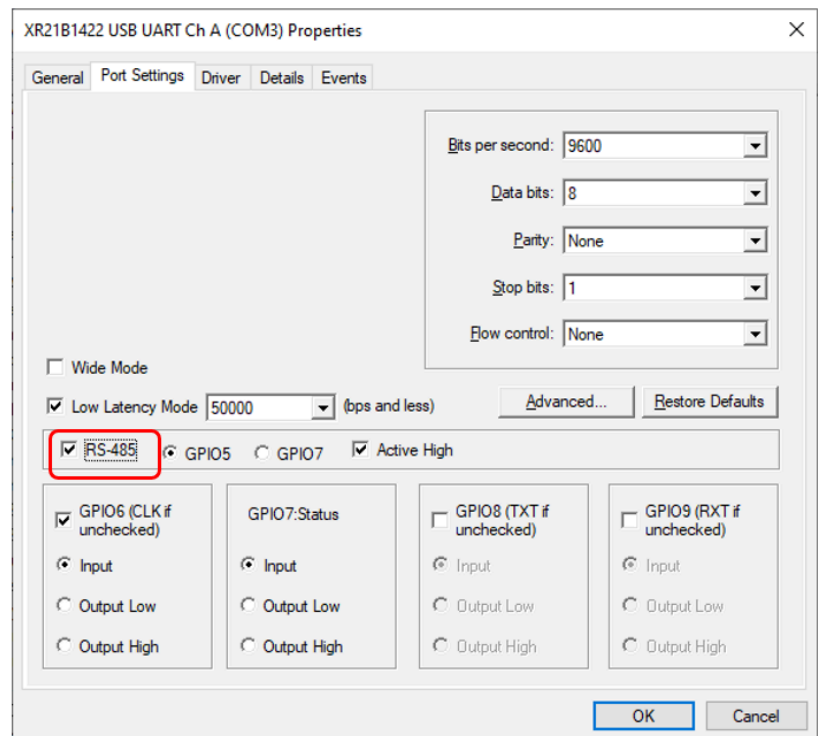 XR21B1422 USB UART Ch A (COM3) Properties
General Port Settings Driver Details Events
Bits per second: 9600
Data bits: 8
Parity: None
Stop bits: 1
Flow control: None
Wide Mode
Low Latency Mode 50000 (bps and less) Advanced... Restore Defaults
RS-485 GPIO5 GPIO7 Active High
GPIO6 (CLK if
unchecked)
Input
Output Low
Output High
GPIO7:Status
Input
Output Low
Output High
GPIO8 (TXT if
unchecked)
Input
Output Low
Output High
GPIO9 (RXT if
unchecked)
Input
Output Low
Output High
OK Cancel